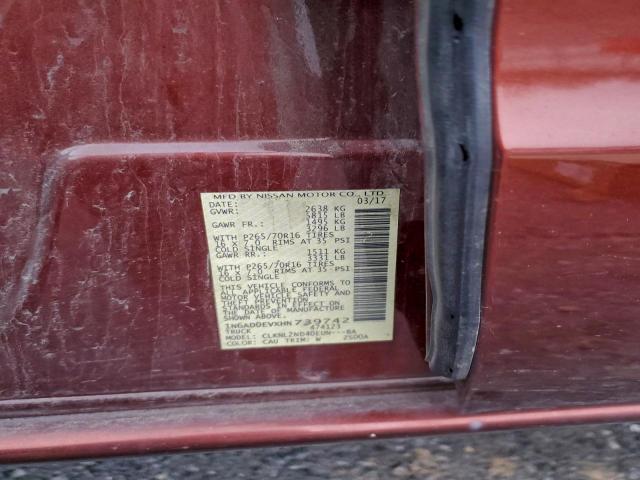 MFD BY NISSAN MOTOR CO., LTD.
DATE: 03/17
GVWR: 2638 KG
5815 LB
GAWR FR: 1495 KG
3296 LB
WITH P265/70R16 TIRES
16 X 7.0 RIMS AT 35 PSI
COLD SINGLE
GAWR RR: 1511 KG
3331 LB
WITH P265/70R16 TIRES
16 X 7.0 RIMS AT 35 PSI
COLD SINGLE
THIS VEHICLE CONFORMS TO
ALL APPLICABLE FEDERAL
MOTOR VEHICLE SAFETY AND
THEFT PREVENTION
STANDARDS IN EFFECT ON
THE DATE OF MANUFACTURE
SHOWN ABOVE.
739742
TRUCK 474123
MODEL:
COLOR: CAU TRIM: W 2500A